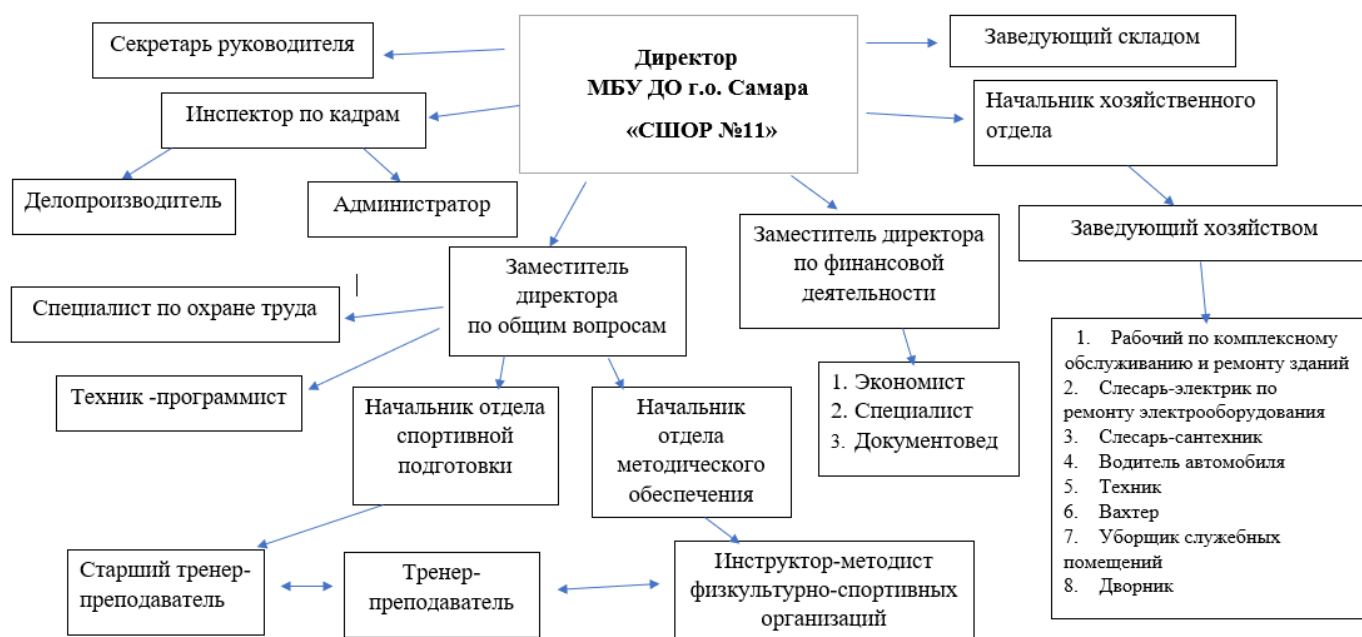 Секретарь руководителя
Директор
МБУ ДО г.о. Самара
«СШОР №11»
Заведующий складом
Инспектор по кадрам
Начальник хозяйственного
отдела
Делопроизводитель
Администратор
Заместитель директора
по финансовой
деятельности
Заведующий хозяйством
Заместитель
директора
по общим вопросам
Специалист по охране труда
Техник -программист
Начальник отдела
спортивной
подготовки
Начальник
отдела
методического
обеспечения
1. Экономист
2. Специалист
3. Документовед
1. Рабочий по комплексному
обслуживанию и ремонту зданий
2. Слесарь-электрик по
ремонту электрооборудования
3. Слесарь-сантехник
4. Водитель автомобиля
5. Техник
6. Вахтер
7. Уборщик служебных
помещений
8. Дворник
Старший тренер-
преподаватель
Тренер-
преподаватель
Инструктор-методист
физкультурно-спортивных
организаций